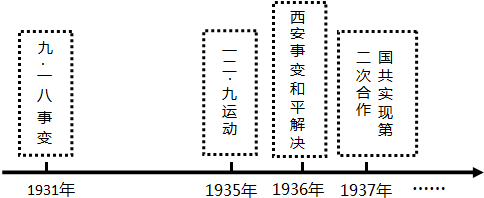 九·一八事变
一二·九运动
西安事变和平解决
国共实现第
二次合作
1931年
1935年
1936年
1937年
……